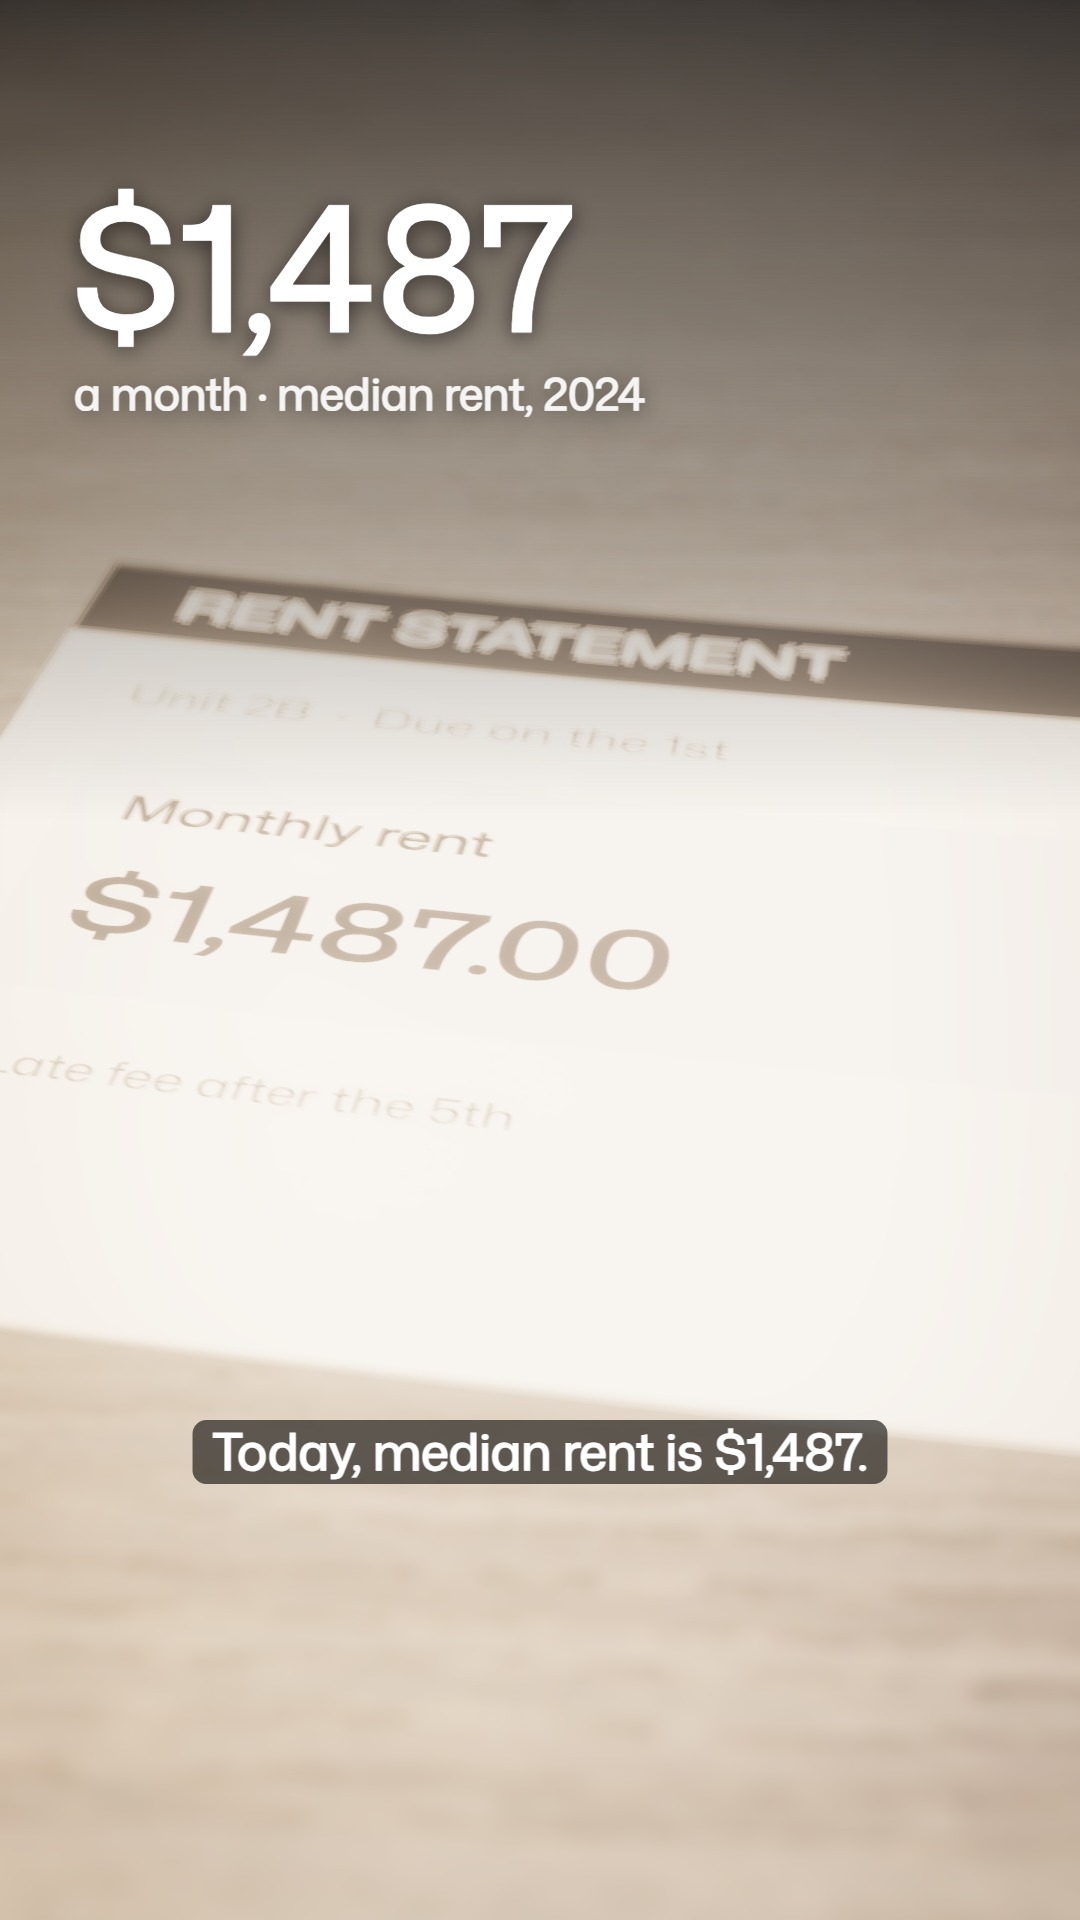 $1,487
a month · median rent, 2024
RENT STATEMENT
Unit 2B · Due on the 1st
Monthly rent
$1,487.00
Late fee after the 5th
Today, median rent is $1,487.